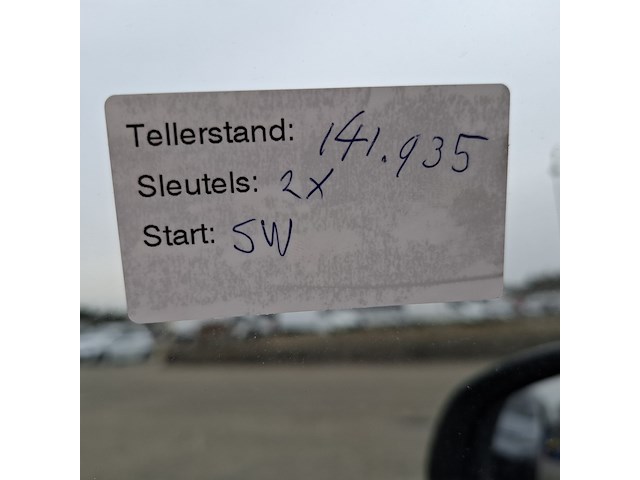 Tellerstand: 141.935
Sleutels: 2x
Start: SW